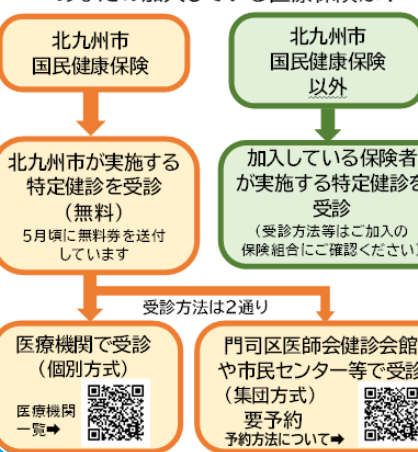 北九州市
国民健康保険
北九州市
国民健康保険
以外
北九州市が実施する
特定健診を受診
（無料）
5月頃に無料券を送付
しています
加入している保険者
が実施する特定健診を
受診
（受診方法等はご加入の
保険組合にご確認ください）
受診方法は2通り
医療機関で受診
（個別方式）
医療機関
一覧➡
門司区医師会健診会館
や市民センター等で受診
（集団方式）
要予約
予約方法について➡